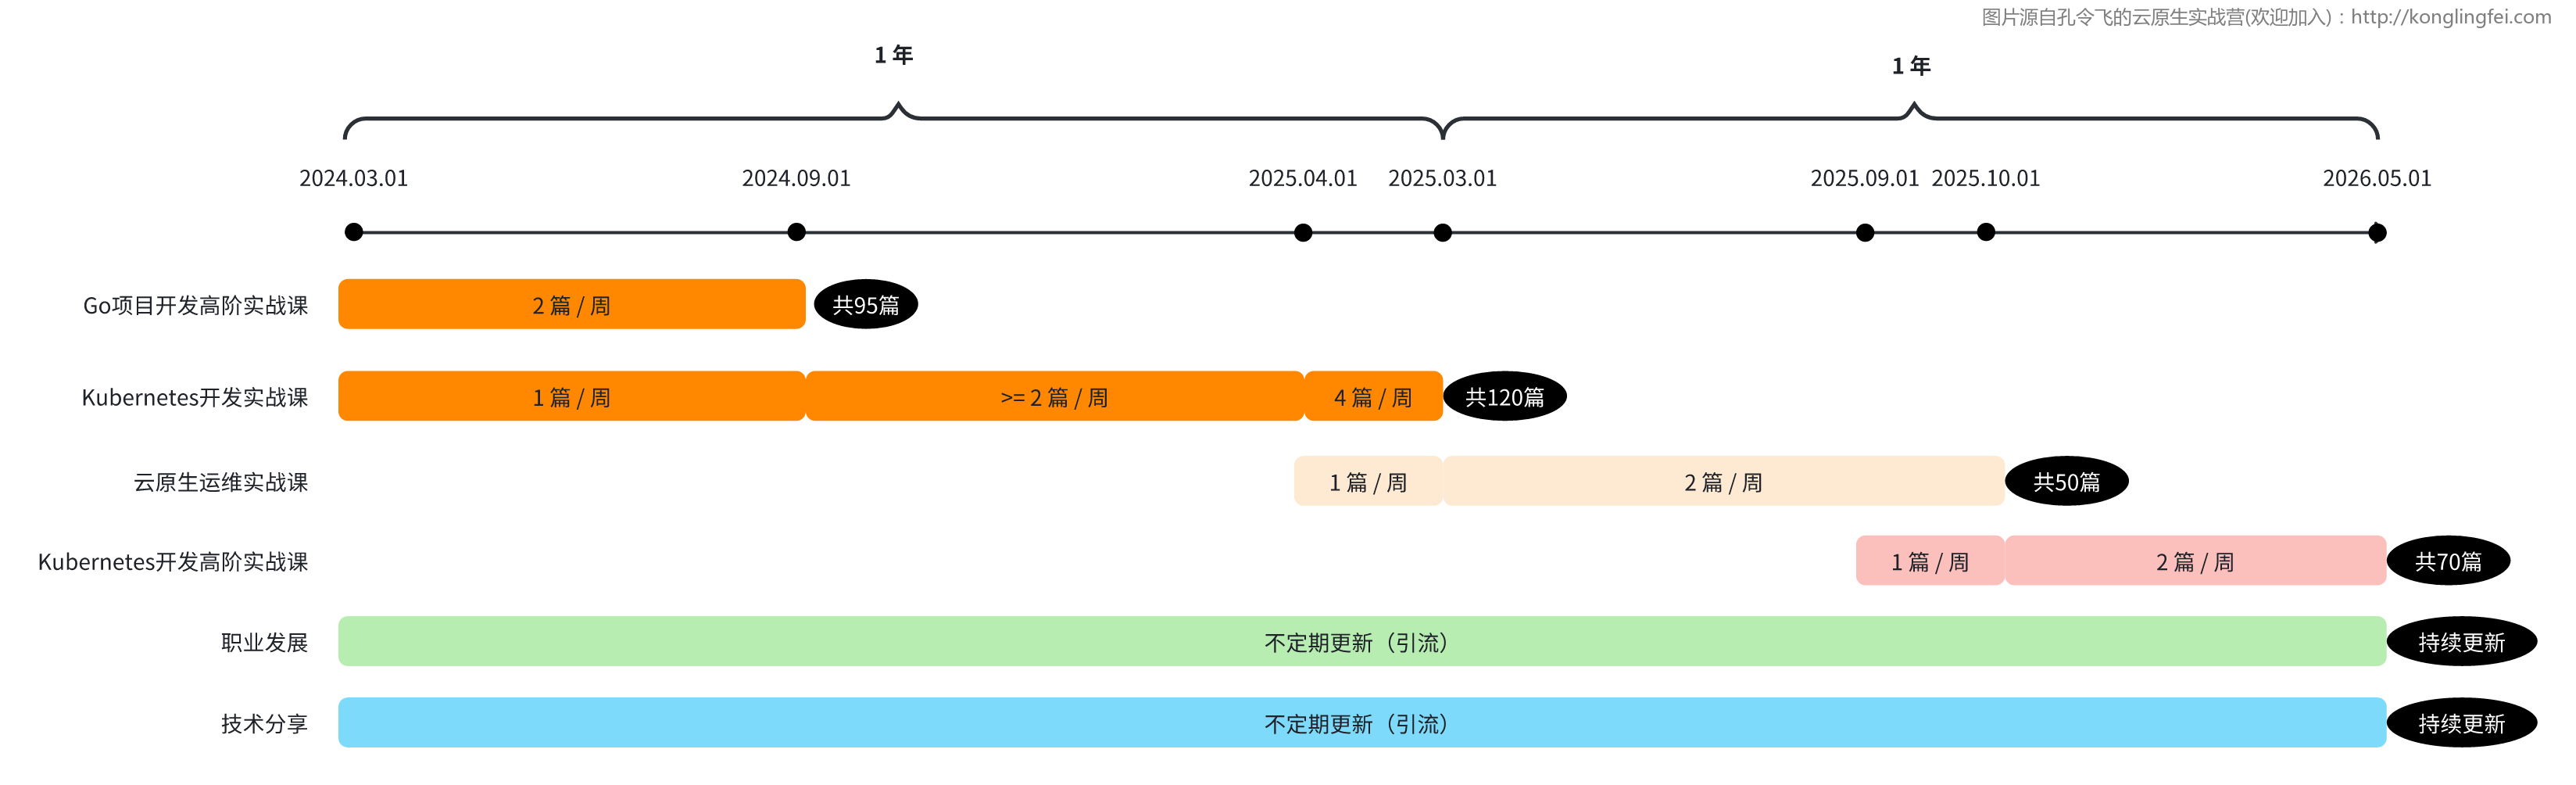 图片源自孔令飞的云原生实战营(欢迎加入)：http://konglingfei.com
1 年
1 年
2024.03.01
2024.09.01
2025.04.01
2025.03.01
2025.09.01
2025.10.01
2026.05.01
Go项目开发高阶实战课
2 篇 / 周
共95篇
Kubernetes开发实战课
1 篇 / 周
>= 2 篇 / 周
4 篇 / 周
共120篇
云原生运维实战课
1 篇 / 周
2 篇 / 周
共50篇
Kubernetes开发高阶实战课
1 篇 / 周
2 篇 / 周
共70篇
职业发展
不定期更新（引流）
持续更新
技术分享
不定期更新（引流）
持续更新